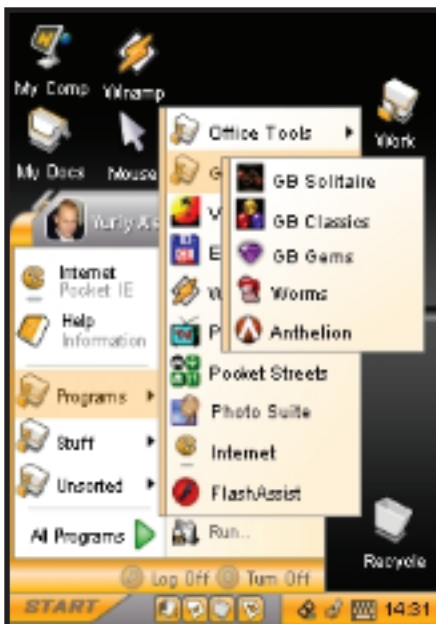 My Comp
Winamp
My Docs
Mouse
Work
Yuriy
Internet
Pocket IE
Help
Information
Programs
Stuff
Unsorted
All Programs
Office Tools
G
V
E
W
P
Pocket Streets
Photo Suite
Internet
FlashAssist
Run..
GB Solitaire
GB Classics
GB Gems
Worms
Anthelion
Recycle
Log Off
Turn Off
START
14:31